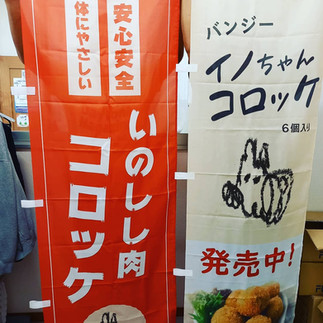 安心安全
体にやさしい
いのしし肉
コロッケ
バンジー
イノちゃん
コロッケ
6個入り
発売中!